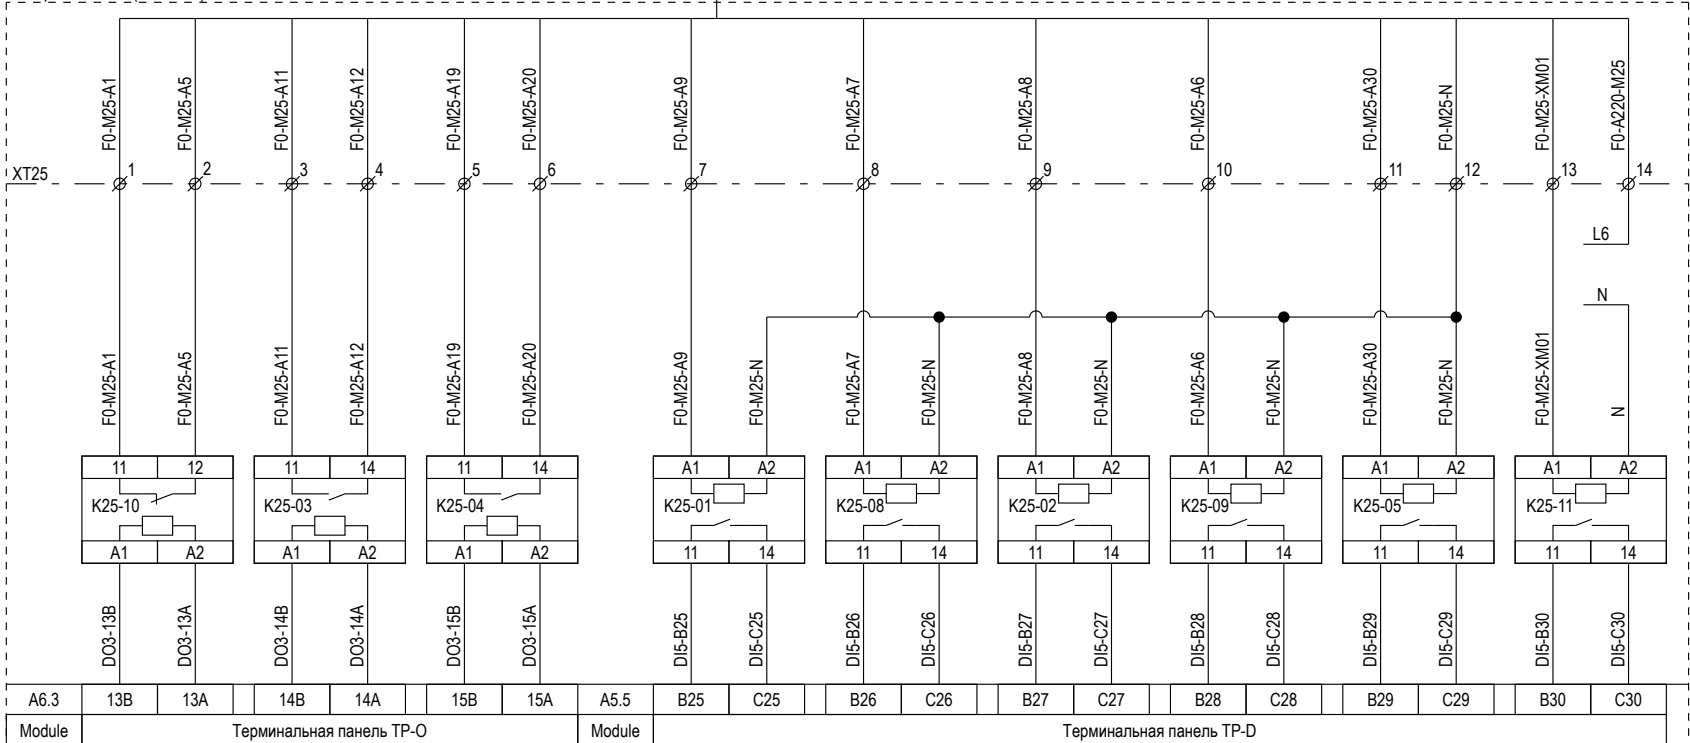 F0-M25-A1 F0-M25-A5 F0-M25-A11 F0-M25-A12 F0-M25-A19 F0-M25-A20 F0-M25-A9 F0-M25-A7 F0-M25-A8 F0-M25-A6 F0-M25-A30 F0-M25-N F0-M25-XM01 F0-A220-M25
XT25 1 2 3 4 5 6 7 8 9 10 11 12 13 14
L6
N
F0-M25-A1 F0-M25-A5 F0-M25-A11 F0-M25-A12 F0-M25-A19 F0-M25-A20 F0-M25-A9 F0-M25-N F0-M25-A7 F0-M25-N F0-M25-A8 F0-M25-N F0-M25-A6 F0-M25-N F0-M25-A30 F0-M25-N F0-M25-XM01 N
11 12 11 14 11 14 A1 A2 A1 A2 A1 A2 A1 A2 A1 A2 A1 A2
K25-10 K25-03 K25-04 K25-01 K25-08 K25-02 K25-09 K25-05 K25-11
A1 A2 A1 A2 A1 A2 11 14 11 14 11 14 11 14 11 14 11 14
DO3-13B DO3-13A DO3-14B DO3-14A DO3-15B DO3-15A DI5-B25 DI5-C25 DI5-B26 DI5-C26 DI5-B27 DI5-C27 DI5-B28 DI5-C28 DI5-B29 DI5-C29 DI5-B30 DI5-C30
A6.3 13B 13A 14B 14A 15B 15A A5.5 B25 C25 B26 C26 B27 C27 B28 C28 B29 C29 B30 C30
Module Терминальная панель TP-O Module Терминальная панель TP-D